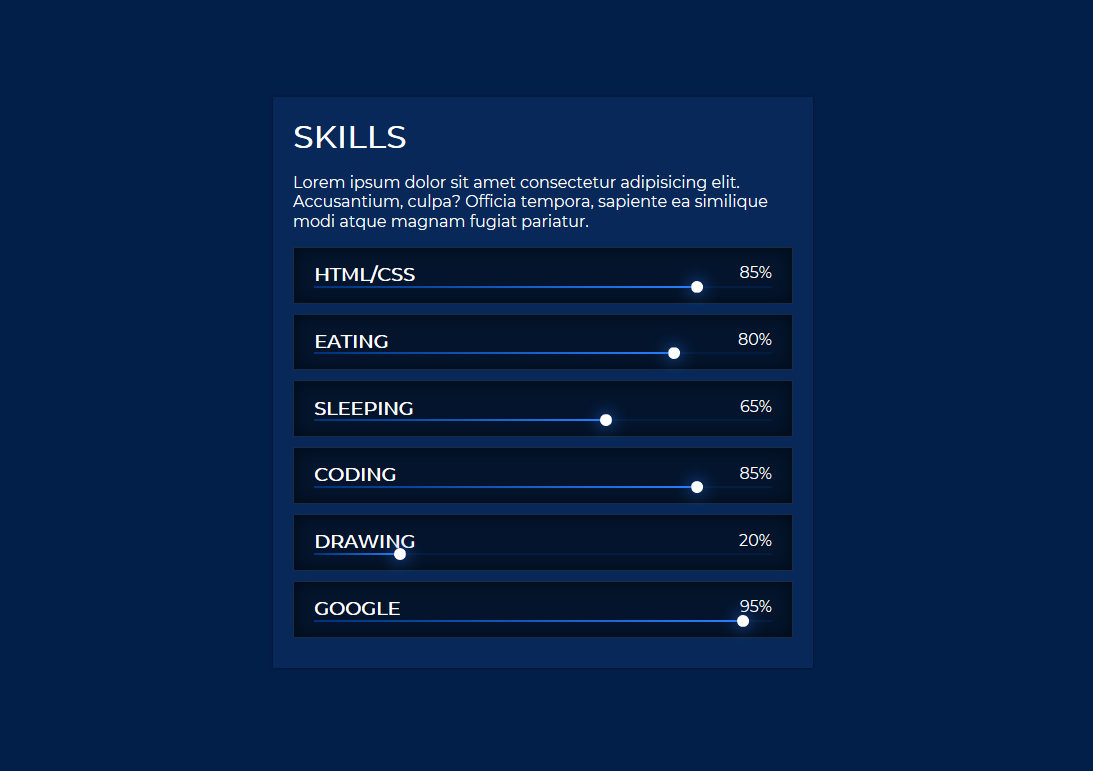 SKILLS
Lorem ipsum dolor sit amet consectetur adipisicing elit.
Accusantium, culpa? Officia tempora, sapiente ea similique
modi atque magnam fugiat pariatur.
HTML/CSS 85%
EATING 80%
SLEEPING 65%
CODING 85%
DRAWING 20%
GOOGLE 95%